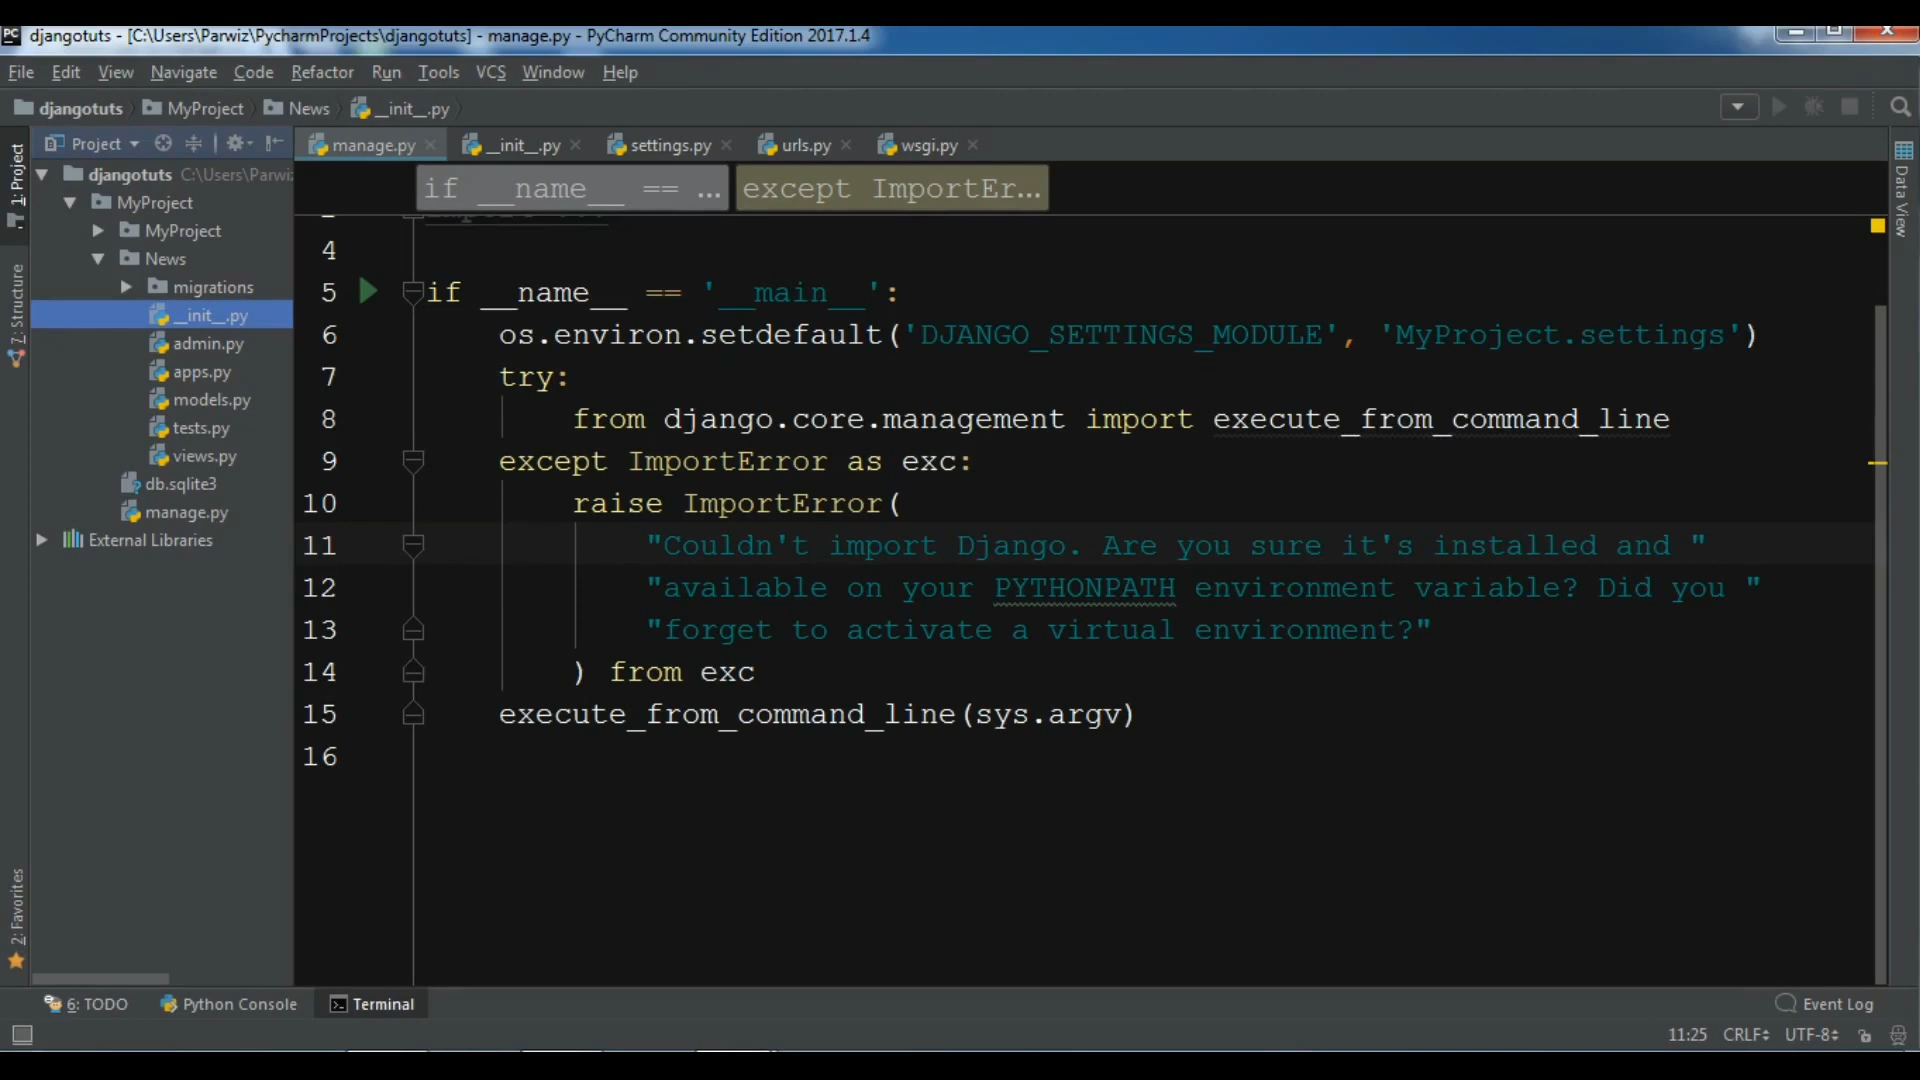 PC djangotuts - [C:\Users\Parwiz\PycharmProjects\djangotuts] - manage.py - PyCharm Community Edition 2017.1.4
File Edit View Navigate Code Refactor Run Tools VCS Window Help
djangotuts MyProject News __init__.py
Project manage.py __init__.py settings.py urls.py wsgi.py
1: Project
7: Structure
2: Favorites
djangotuts C:\Users\Parwiz
MyProject
MyProject
News
migrations
__init__.py
admin.py
apps.py
models.py
tests.py
views.py
db.sqlite3
manage.py
External Libraries
if __name__ == ... except ImportEr...
4
5 if __name__ == '__main__':
6 os.environ.setdefault('DJANGO_SETTINGS_MODULE', 'MyProject.settings')
7 try:
8 from django.core.management import execute_from_command_line
9 except ImportError as exc:
10 raise ImportError(
11 "Couldn't import Django. Are you sure it's installed and "
12 "available on your PYTHONPATH environment variable? Did you "
13 "forget to activate a virtual environment?"
14 ) from exc
15 execute_from_command_line(sys.argv)
16
Data View
6: TODO Python Console Terminal Event Log
11:25 CRLF UTF-8